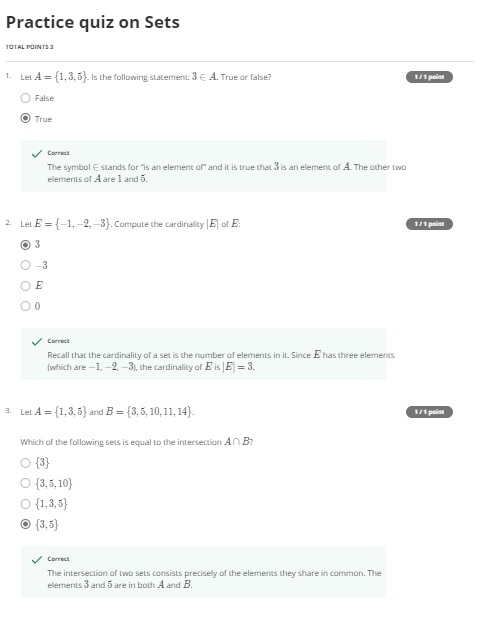 Practice quiz on Sets
TOTAL POINTS 3
1. Let A = {1, 3, 5}. Is the following statement: 3 ∈ A. True or false?
1 / 1 point
False
True
Correct
The symbol ∈ stands for "is an element of" and it is true that 3 is an element of A. The other two
elements of A are 1 and 5.
2. Let E = {−1, −2, −3}. Compute the cardinality |E| of E:
1 / 1 point
3
−3
E
0
Correct
Recall that the cardinality of a set is the number of elements in it. Since E has three elements
(which are −1, −2, −3), the cardinality of E is |E| = 3.
3. Let A = {1, 3, 5} and B = {3, 5, 10, 11, 14}.
1 / 1 point
Which of the following sets is equal to the intersection A ∩ B?
{3}
{3, 5, 10}
{1, 3, 5}
{3, 5}
Correct
The intersection of two sets consists precisely of the elements they share in common. The
elements 3 and 5 are in both A and B.